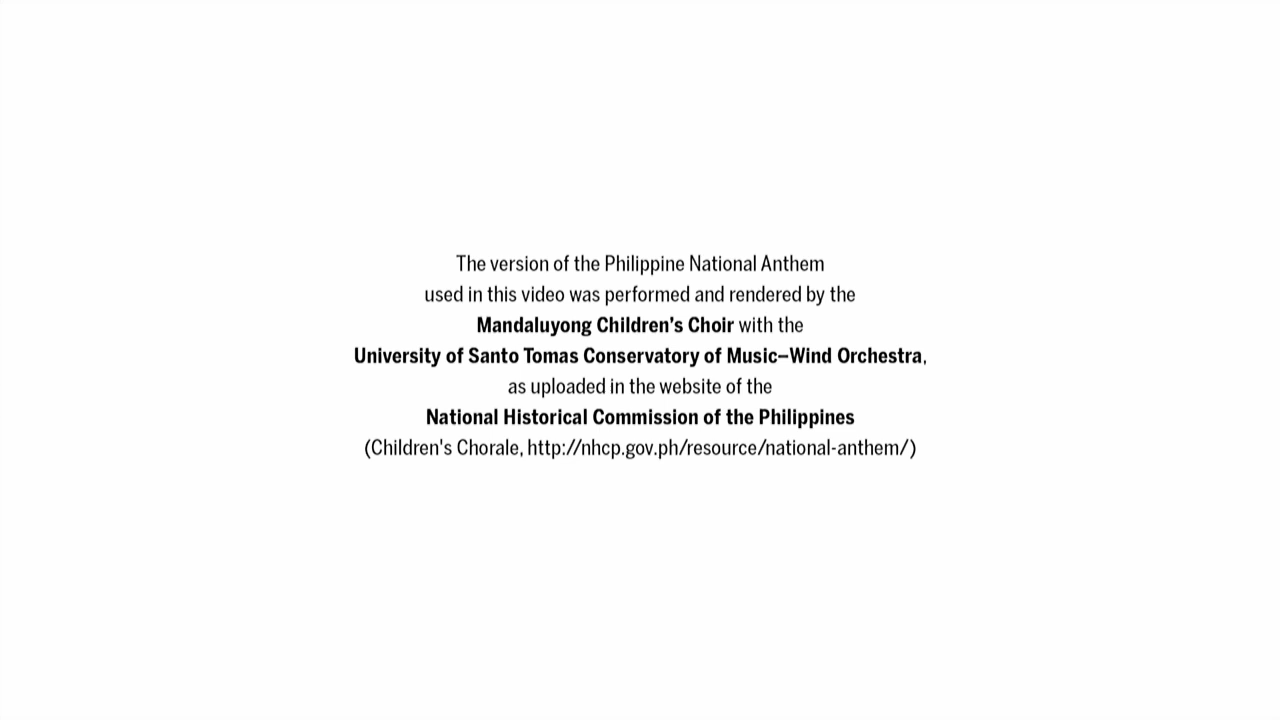 The version of the Philippine National Anthem
used in this video was performed and rendered by the
Mandaluyong Children's Choir with the
University of Santo Tomas Conservatory of Music–Wind Orchestra,
as uploaded in the website of the
National Historical Commission of the Philippines
(Children's Chorale, http://nhcp.gov.ph/resource/national-anthem/)